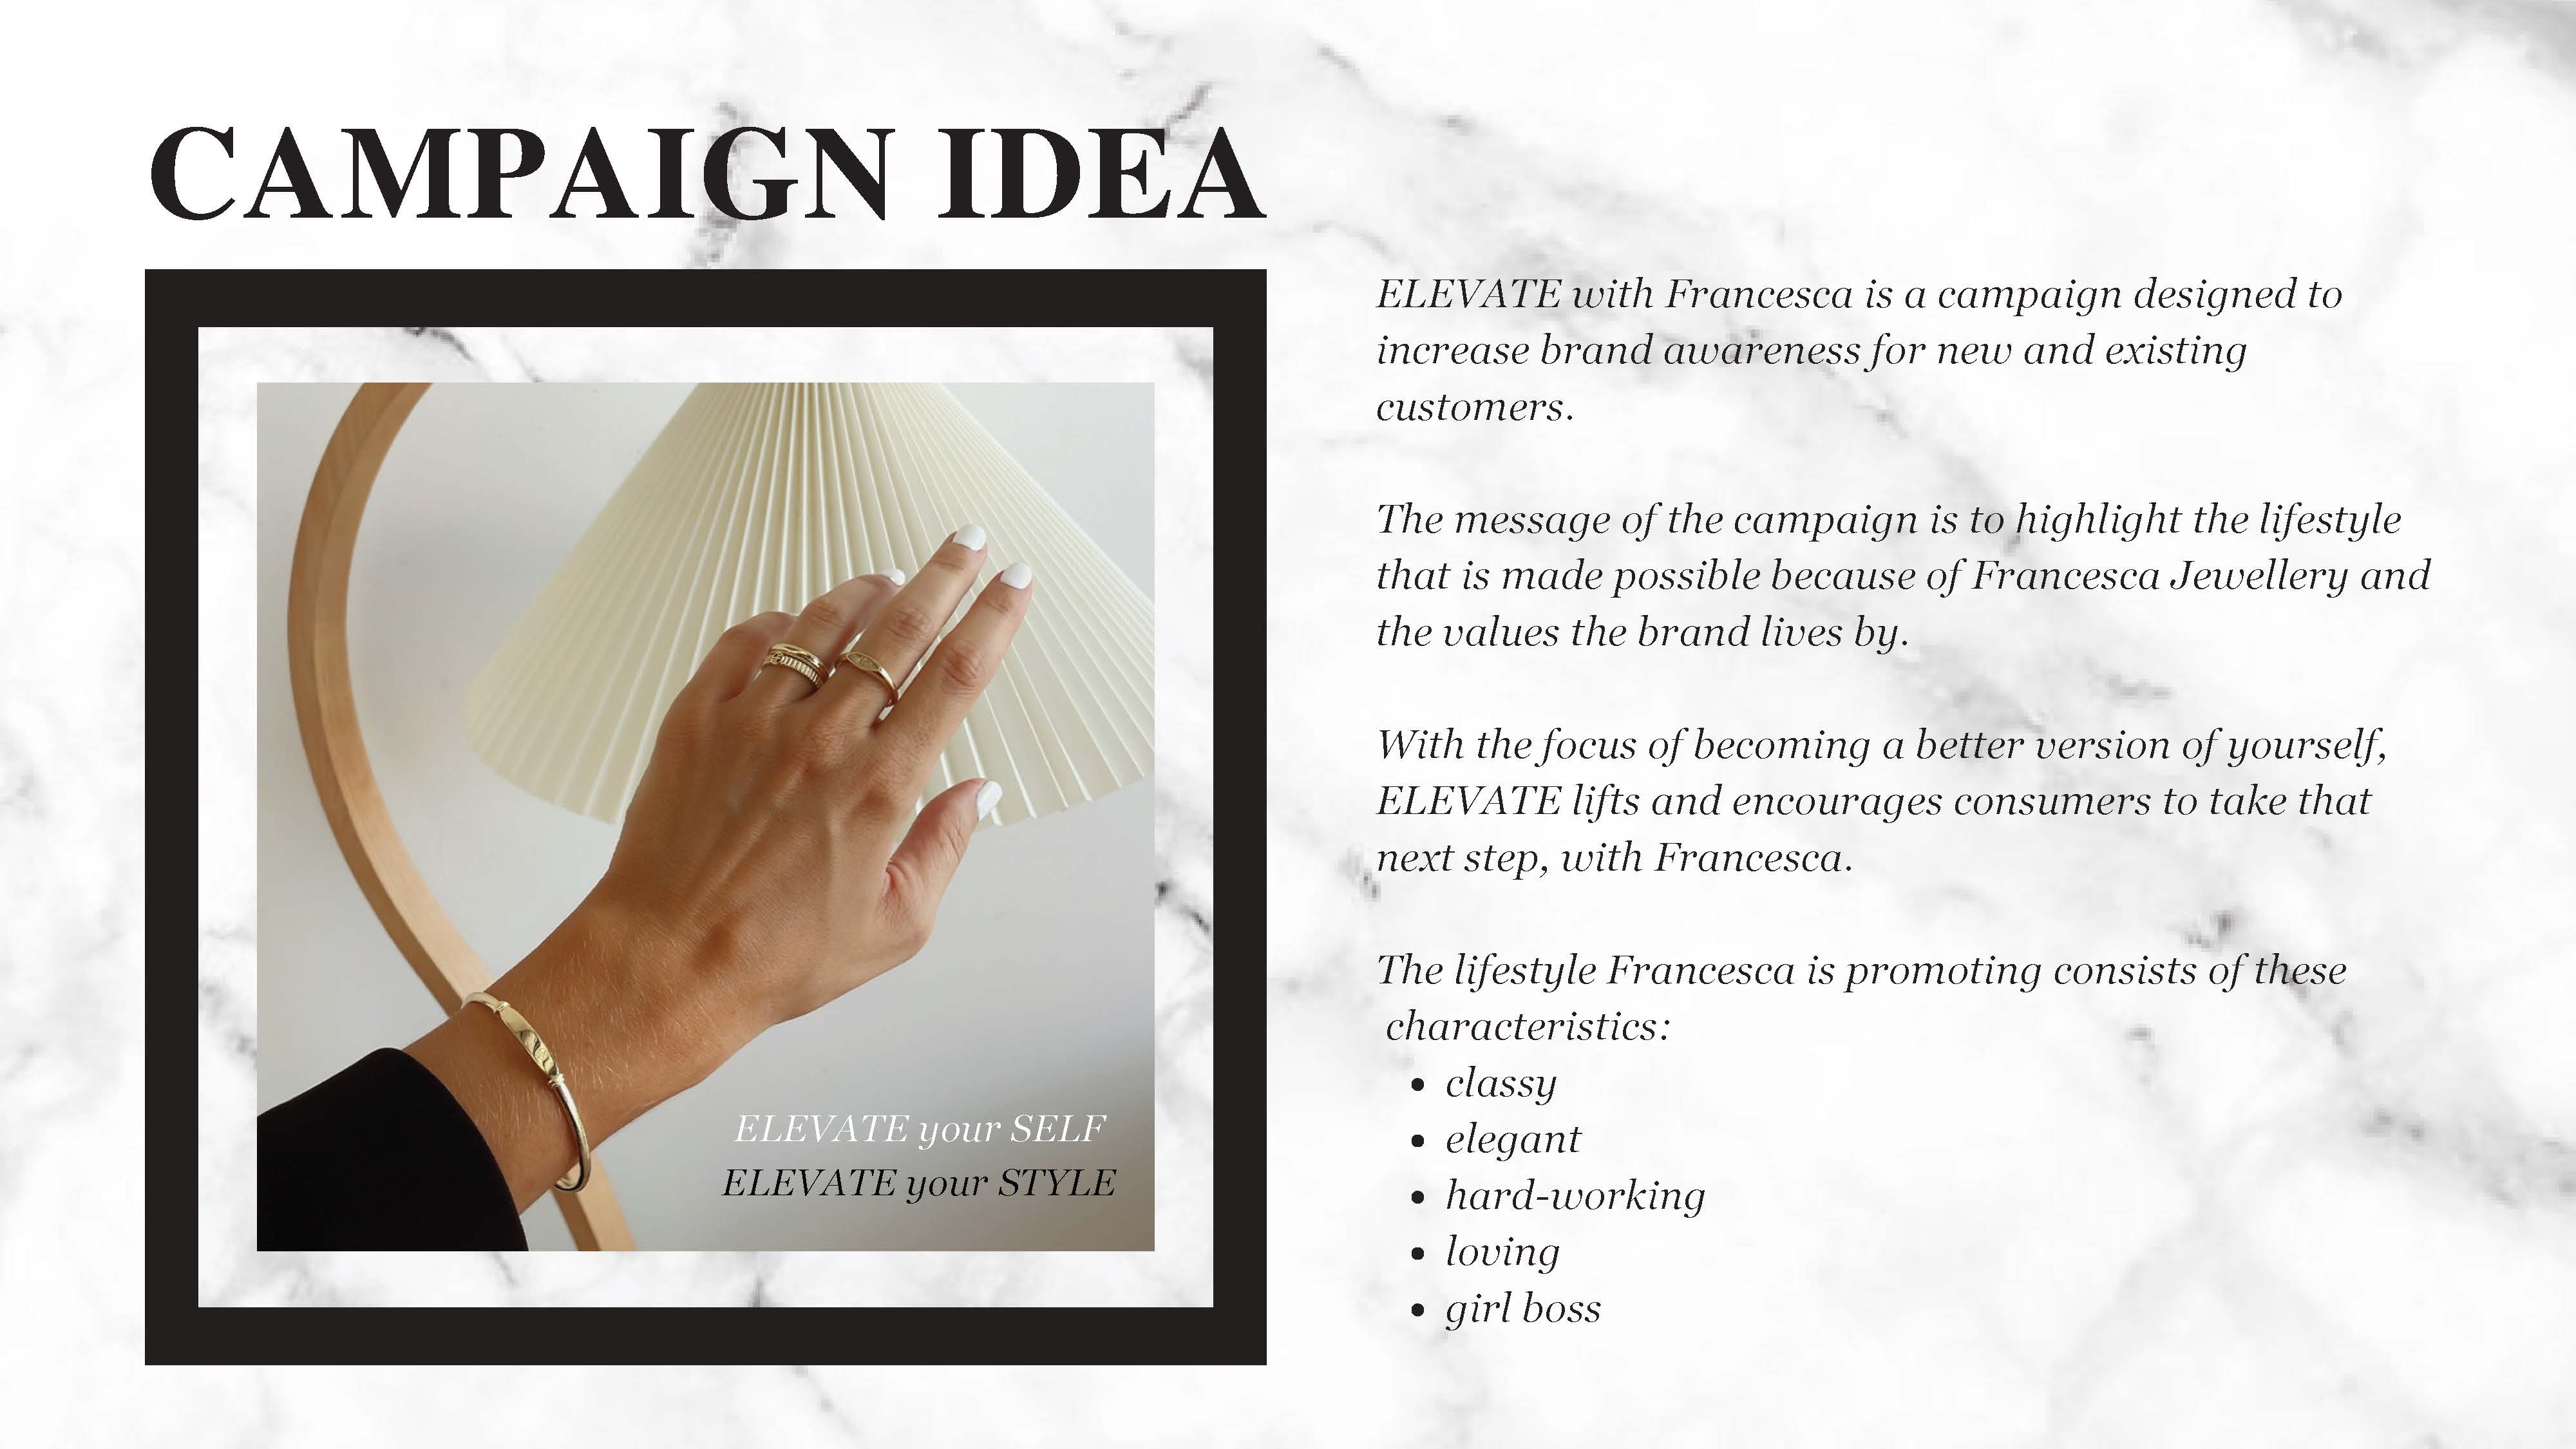 CAMPAIGN IDEA
ELEVATE with Francesca is a campaign designed to
increase brand awareness for new and existing
customers.
The message of the campaign is to highlight the lifestyle
that is made possible because of Francesca Jewellery and
the values the brand lives by.
With the focus of becoming a better version of yourself,
ELEVATE lifts and encourages consumers to take that
next step, with Francesca.
The lifestyle Francesca is promoting consists of these
characteristics:
• classy
• elegant
• hard-working
• loving
• girl boss
ELEVATE your SELF
ELEVATE your STYLE